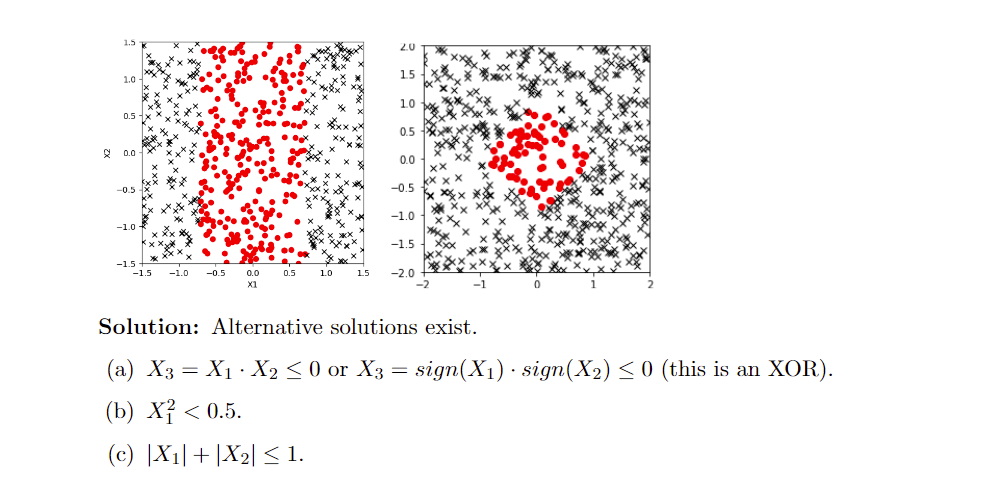 1.5
1.0
0.5
0.0
−0.5
−1.0
−1.5
X2
−1.5 −1.0 −0.5 0.0 0.5 1.0 1.5
X1
2.0
1.5
1.0
0.5
0.0
−0.5
−1.0
−1.5
−2.0
−2 −1 0 1 2
Solution: Alternative solutions exist.
(a) X₃ = X₁ · X₂ ≤ 0 or X₃ = sign(X₁) · sign(X₂) ≤ 0 (this is an XOR).
(b) X₁² < 0.5.
(c) |X₁| + |X₂| ≤ 1.